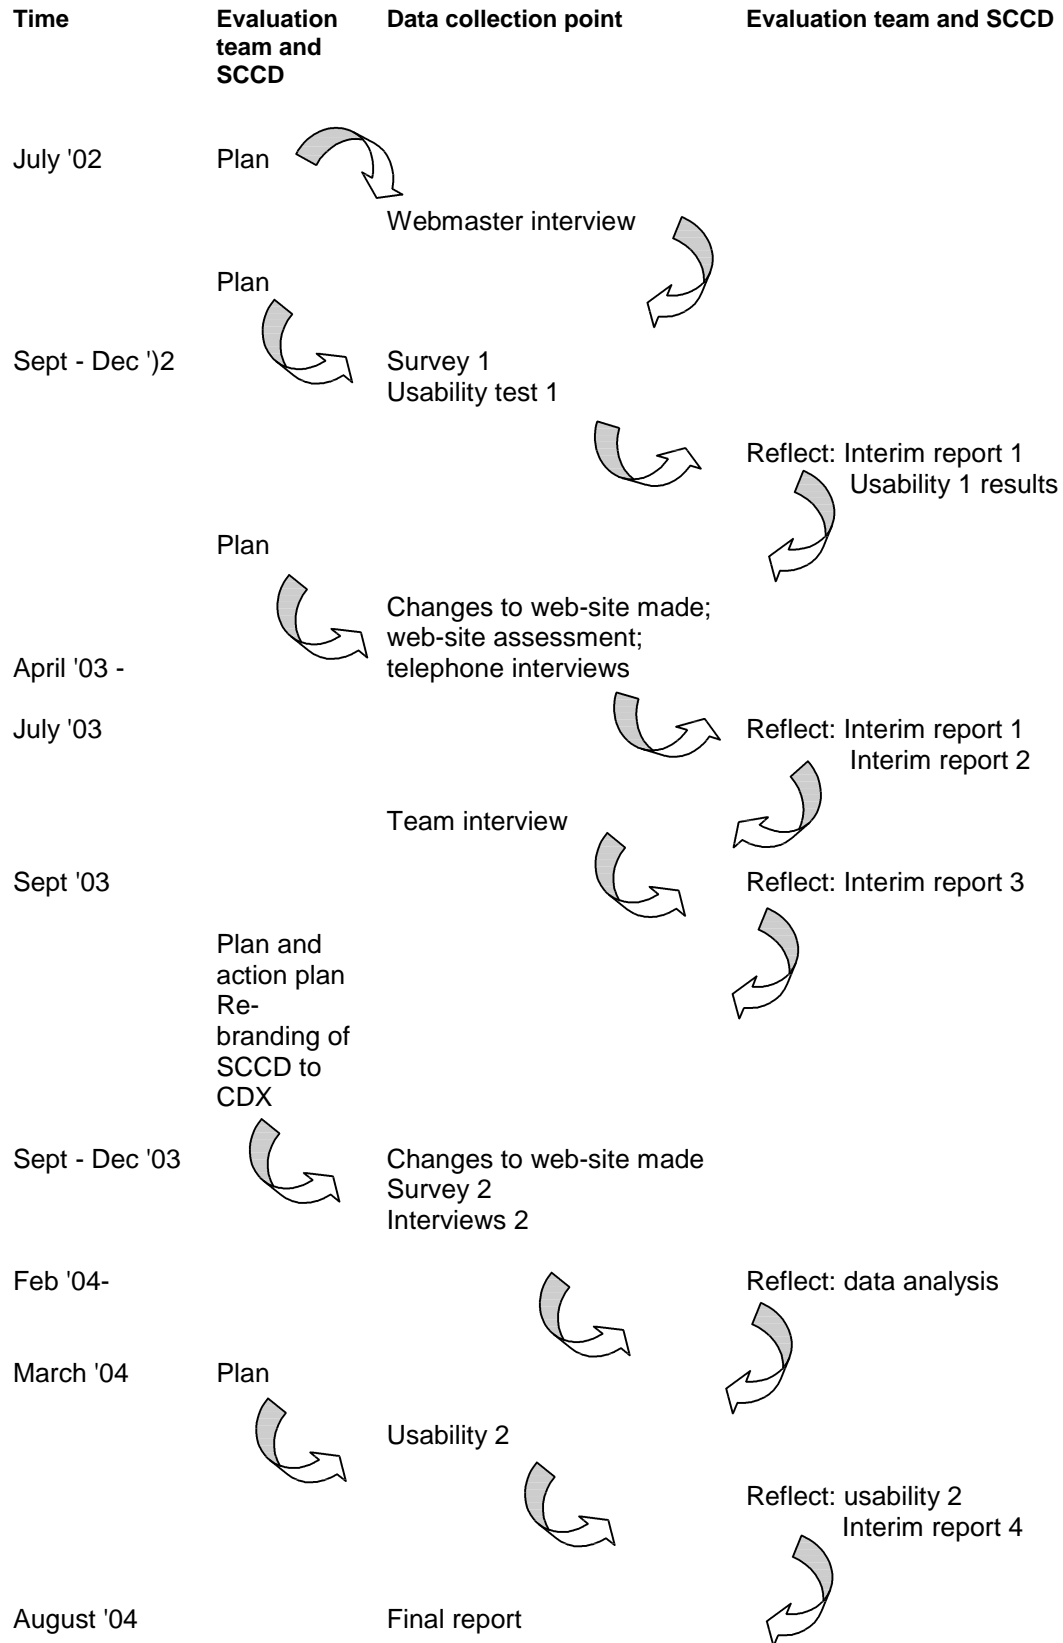 Time
Evaluation team and SCCD
Data collection point
Evaluation team and SCCD
July '02
Plan
Webmaster interview
Plan
Sept - Dec ')2
Survey 1
Usability test 1
Reflect: Interim report 1
Usability 1 results
Plan
Changes to web-site made;
web-site assessment;
April '03 -
telephone interviews
July '03
Reflect: Interim report 1
Interim report 2
Team interview
Sept '03
Reflect: Interim report 3
Plan and
action plan
Re-
branding of
SCCD to
CDX
Sept - Dec '03
Changes to web-site made
Survey 2
Interviews 2
Feb '04-
Reflect: data analysis
March '04
Plan
Usability 2
Reflect: usability 2
Interim report 4
August '04
Final report